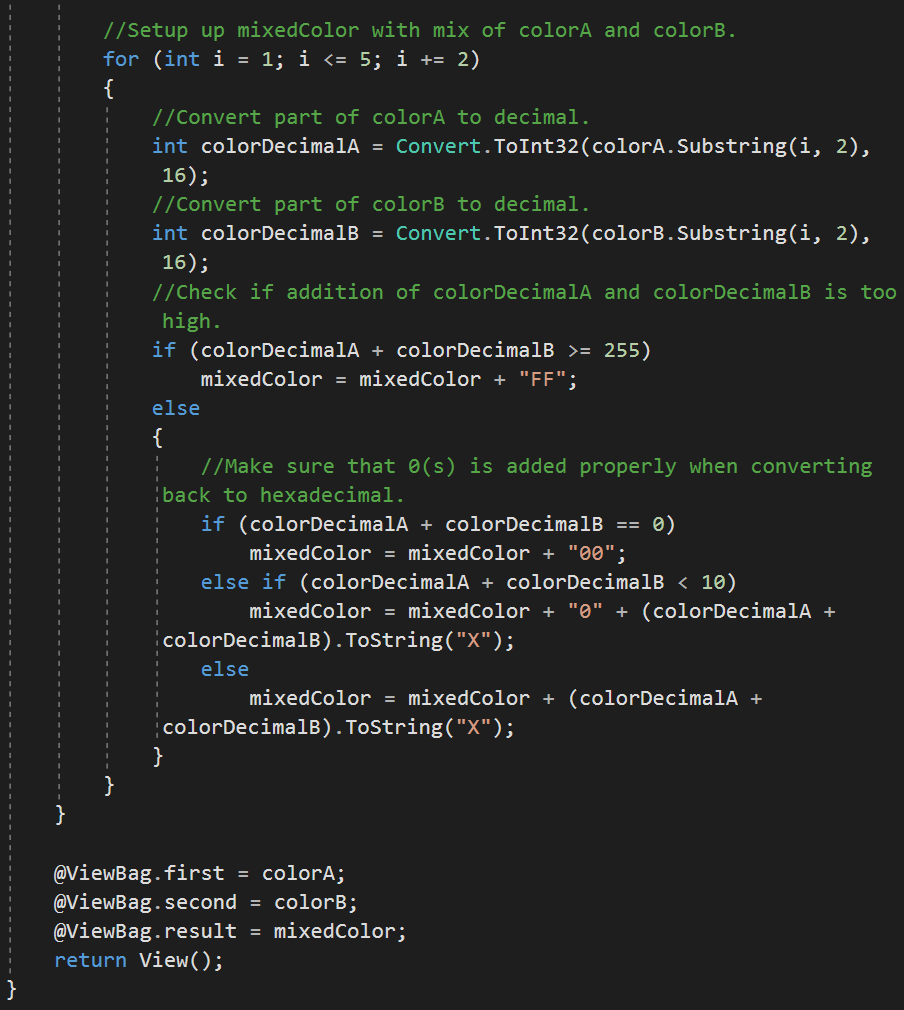 //Setup up mixedColor with mix of colorA and colorB.
for (int i = 1; i <= 5; i += 2)
{
//Convert part of colorA to decimal.
int colorDecimalA = Convert.ToInt32(colorA.Substring(i, 2),
16);
//Convert part of colorB to decimal.
int colorDecimalB = Convert.ToInt32(colorB.Substring(i, 2),
16);
//Check if addition of colorDecimalA and colorDecimalB is too
high.
if (colorDecimalA + colorDecimalB >= 255)
mixedColor = mixedColor + "FF";
else
{
//Make sure that 0(s) is added properly when converting
back to hexadecimal.
if (colorDecimalA + colorDecimalB == 0)
mixedColor = mixedColor + "00";
else if (colorDecimalA + colorDecimalB < 10)
mixedColor = mixedColor + "0" + (colorDecimalA +
colorDecimalB).ToString("X");
else
mixedColor = mixedColor + (colorDecimalA +
colorDecimalB).ToString("X");
}
}
}
@ViewBag.first = colorA;
@ViewBag.second = colorB;
@ViewBag.result = mixedColor;
return View();
}